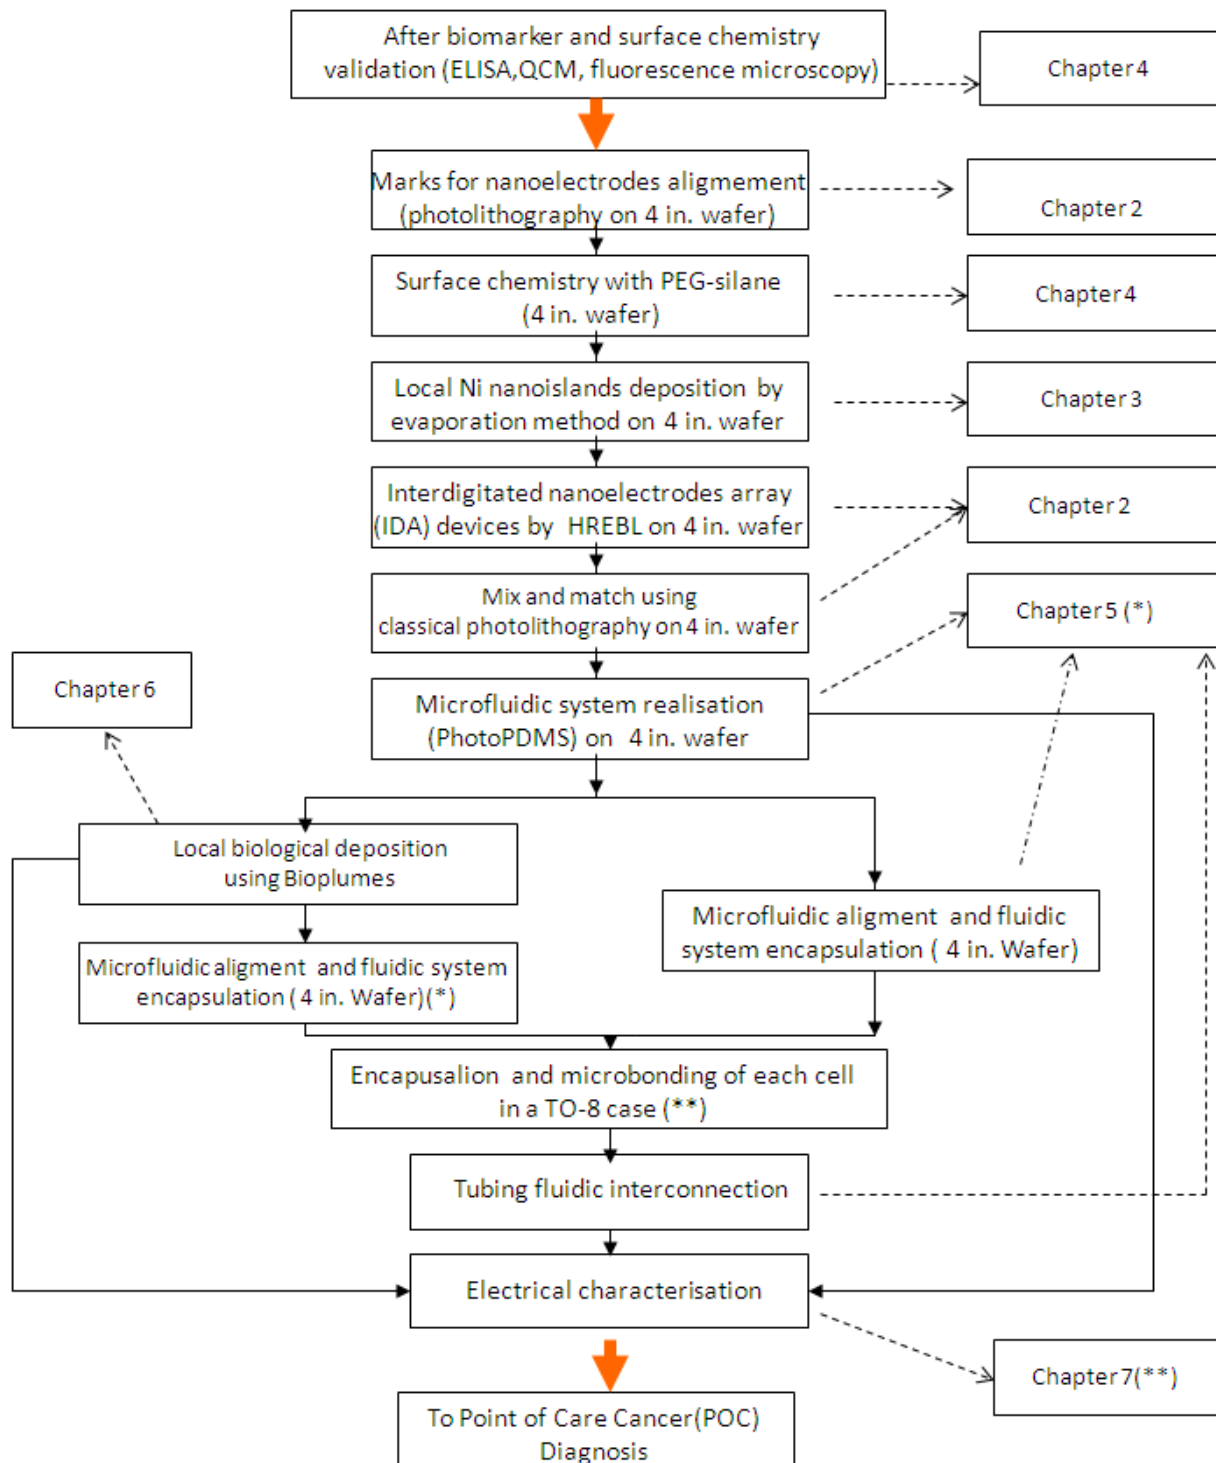 After biomarker and surface chemistry
validation (ELISA,QCM, fluorescence microscopy)
Chapter 4
Marks for nanoelectrodes aligmement
(photolithography on 4 in. wafer)
Chapter 2
Surface chemistry with PEG-silane
(4 in. wafer)
Chapter 4
Local Ni nanoislands deposition by
evaporation method on 4 in. wafer
Chapter 3
Interdigitated nanoelectrodes array
(IDA) devices by HREBL on 4 in. wafer
Chapter 2
Mix and match using
classical photolithography on 4 in. wafer
Chapter 5 (*)
Chapter 6
Microfluidic system realisation
(PhotoPDMS) on 4 in. wafer
Local biological deposition
using Bioplumes
Microfluidic aligment and fluidic
system encapsulation ( 4 in. Wafer)
Microfluidic aligment and fluidic system
encapsulation ( 4 in. Wafer)(*)
Encapusalion and microbonding of each cell
in a TO-8 case (**)
Tubing fluidic interconnection
Electrical characterisation
Chapter 7(**)
To Point of Care Cancer(POC)
Diagnosis